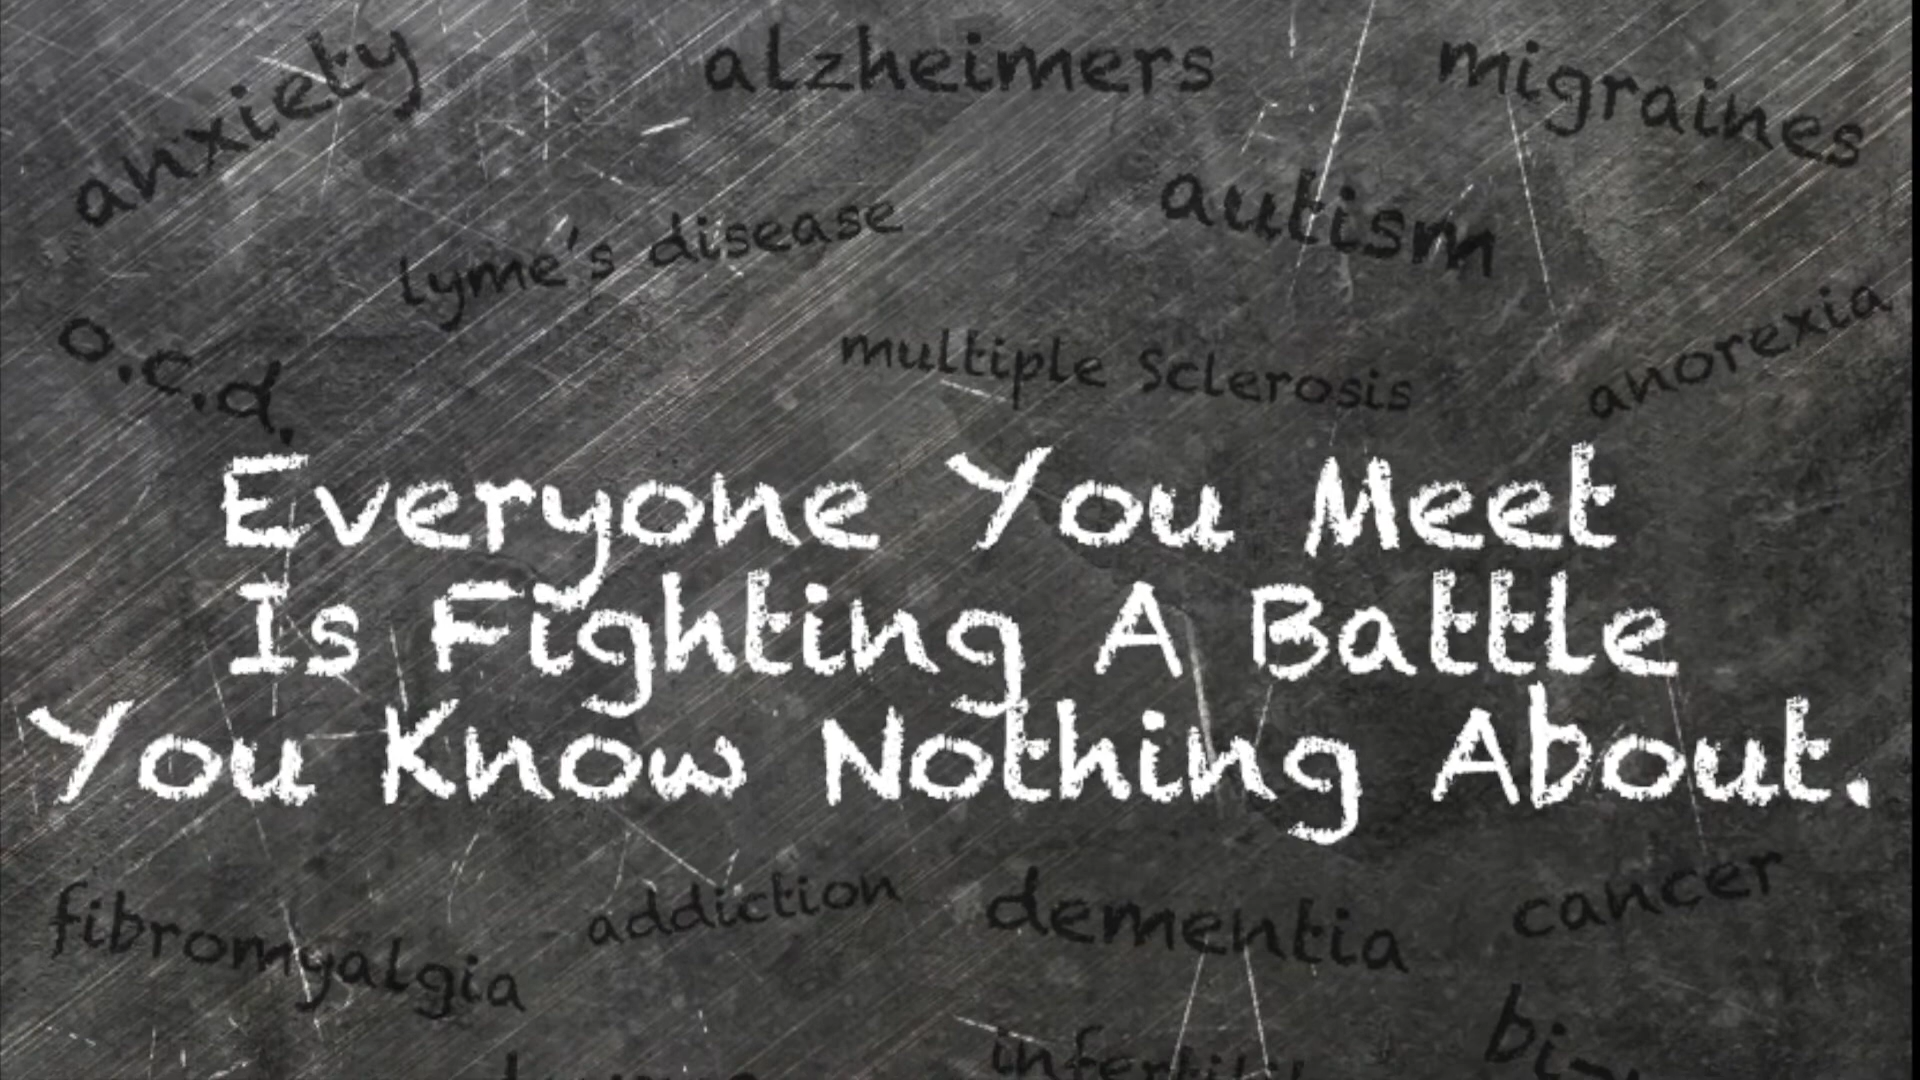 anxiety
alzheimers
migraines
lyme's disease
autism
o.c.d.
multiple sclerosis
anorexia
Everyone You Meet
Is Fighting A Battle
You Know Nothing About.
fibromyalgia
addiction
dementia
cancer